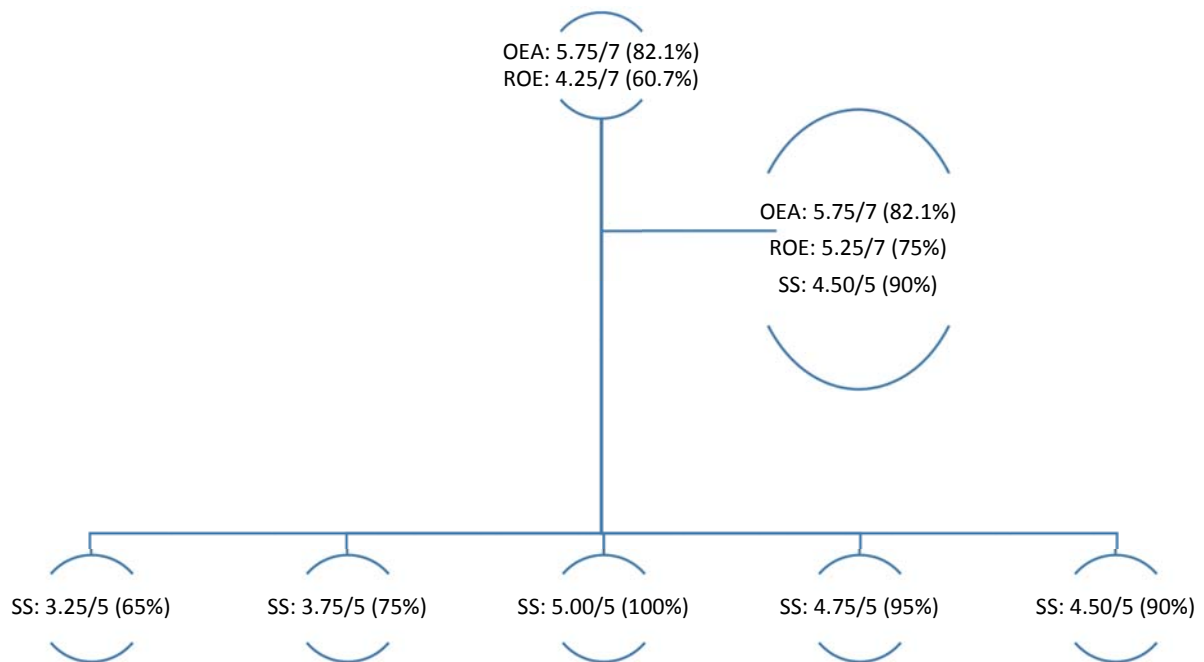 OEA: 5.75/7 (82.1%)
ROE: 4.25/7 (60.7%)
OEA: 5.75/7 (82.1%)
ROE: 5.25/7 (75%)
SS: 4.50/5 (90%)
SS: 3.25/5 (65%)
SS: 3.75/5 (75%)
SS: 5.00/5 (100%)
SS: 4.75/5 (95%)
SS: 4.50/5 (90%)